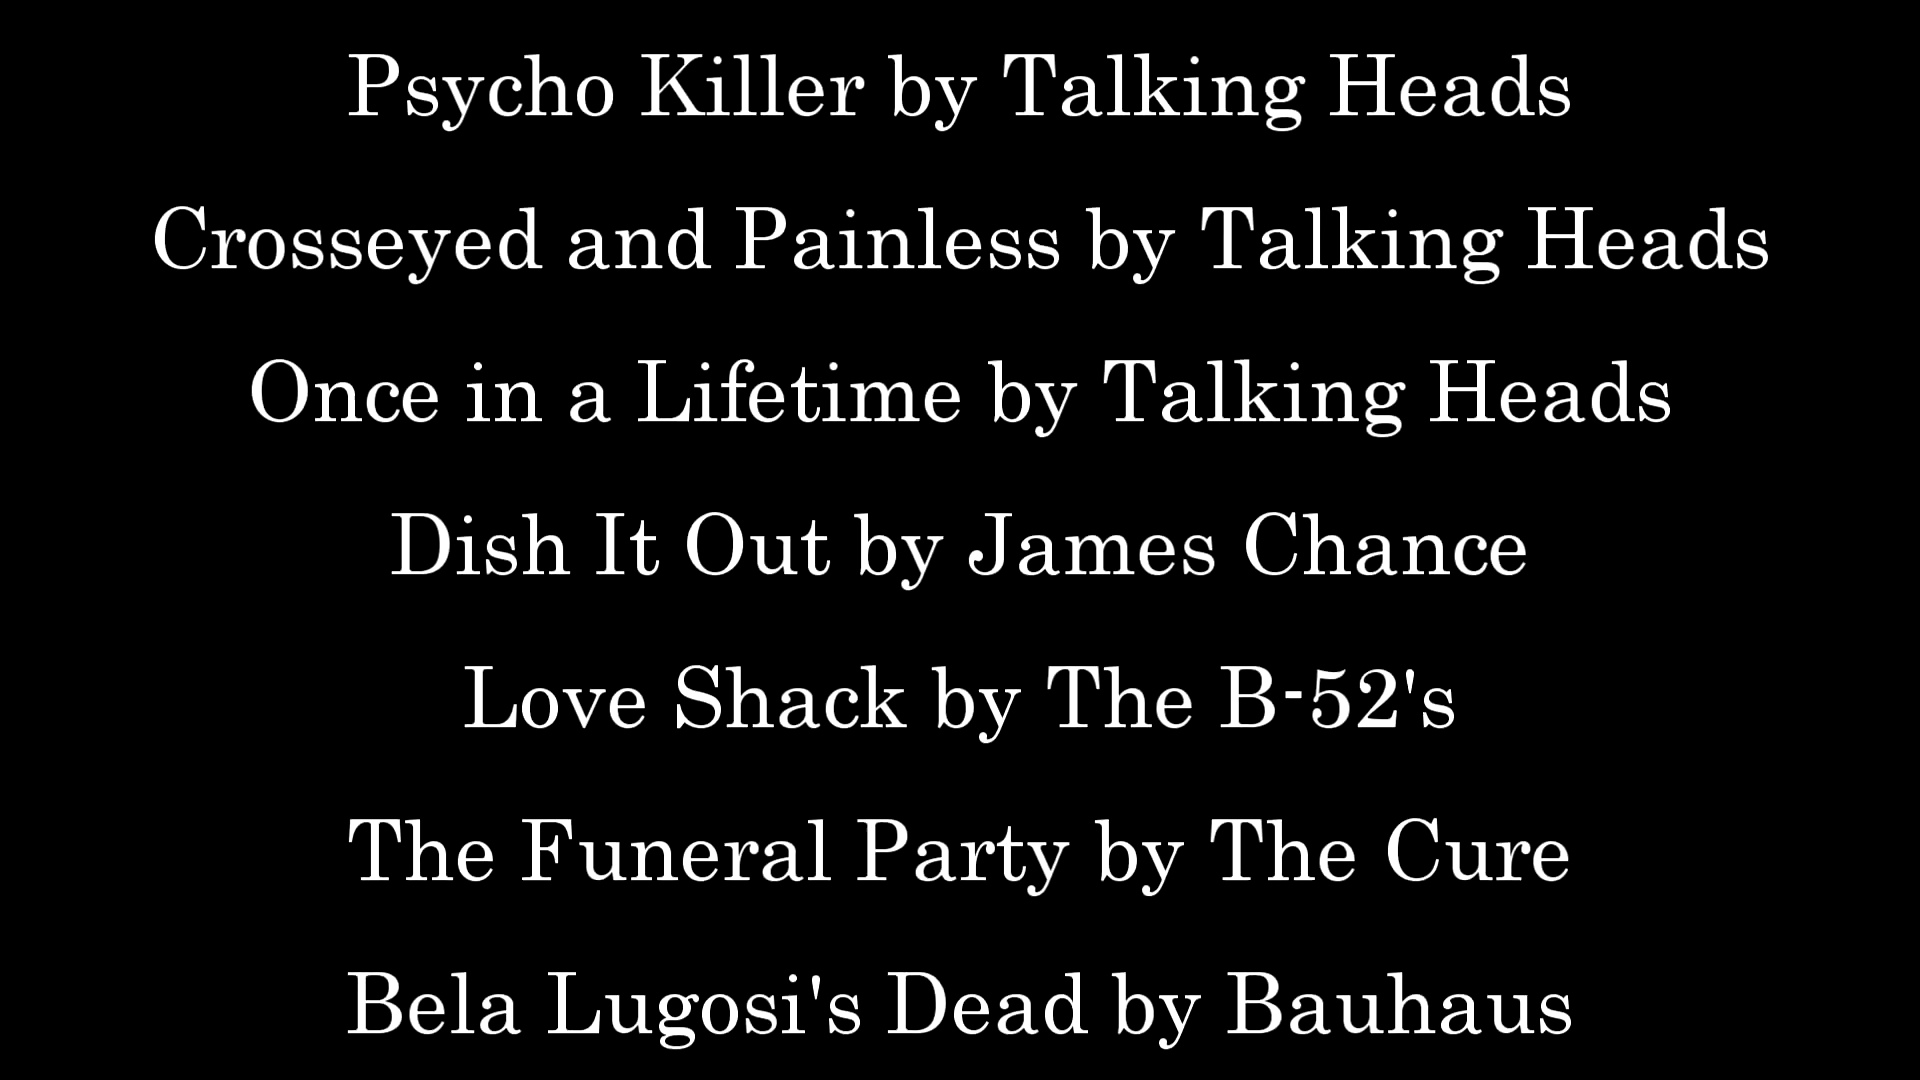 Psycho Killer by Talking Heads
Crosseyed and Painless by Talking Heads
Once in a Lifetime by Talking Heads
Dish It Out by James Chance
Love Shack by The B-52's
The Funeral Party by The Cure
Bela Lugosi's Dead by Bauhaus